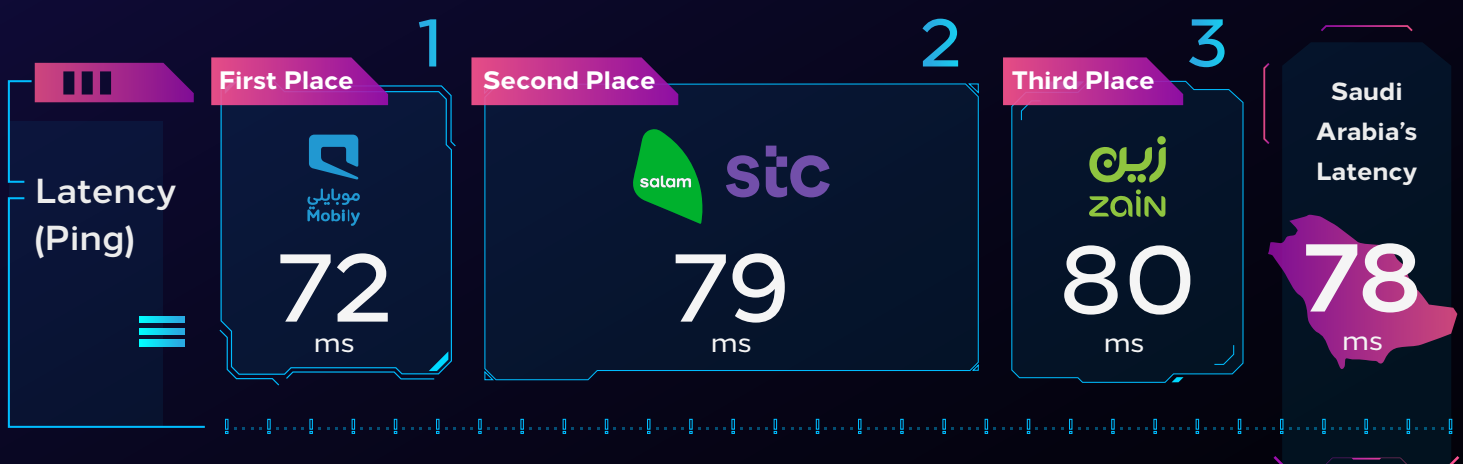 Latency
(Ping)
1
First Place
موبايلي
Mobily
72
ms
2
Second Place
salam
stc
79
ms
3
Third Place
زين
zain
80
ms
Saudi
Arabia's
Latency
78
ms